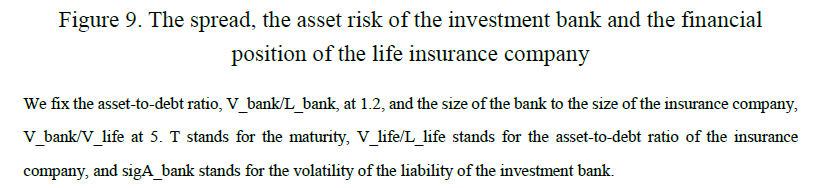 Figure 9. The spread, the asset risk of the investment bank and the financial
position of the life insurance company
We fix the asset-to-debt ratio, V_bank/L_bank, at 1.2, and the size of the bank to the size of the insurance company,
V_bank/V_life at 5. T stands for the maturity, V_life/L_life stands for the asset-to-debt ratio of the insurance
company, and sigA_bank stands for the volatility of the liability of the investment bank.